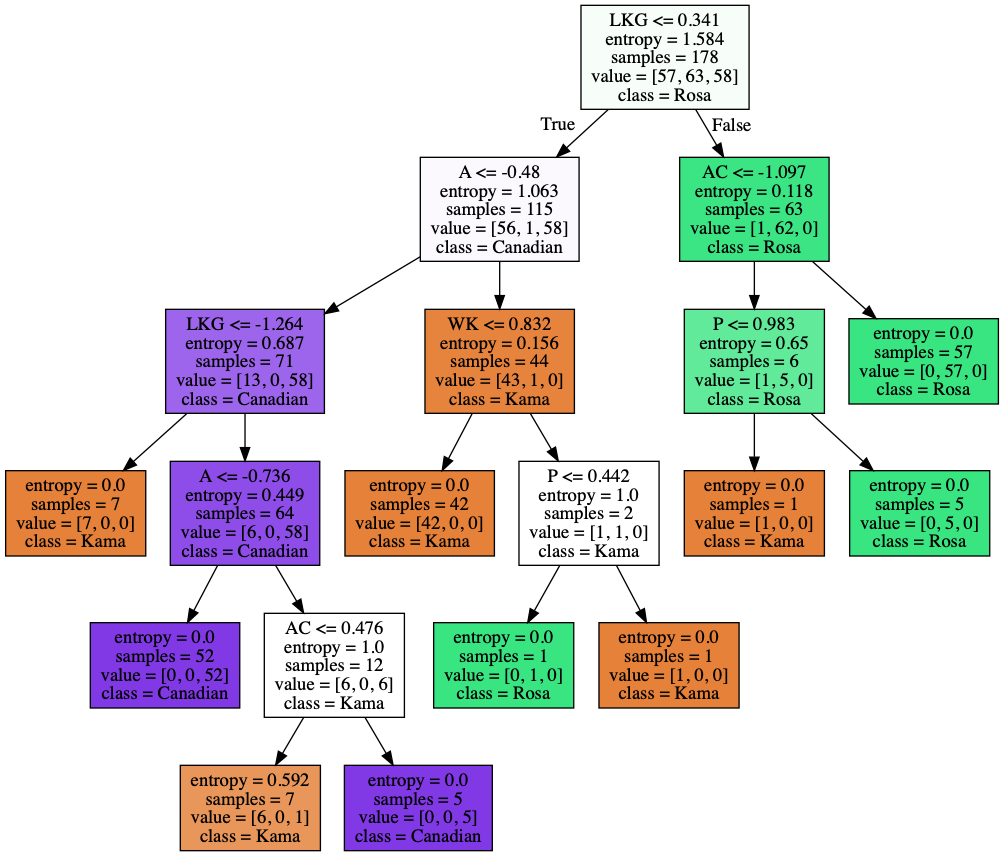 LKG <= 0.341
entropy = 1.584
samples = 178
value = [57, 63, 58]
class = Rosa
True
False
A <= -0.48
entropy = 1.063
samples = 115
value = [56, 1, 58]
class = Canadian
AC <= -1.097
entropy = 0.118
samples = 63
value = [1, 62, 0]
class = Rosa
LKG <= -1.264
entropy = 0.687
samples = 71
value = [13, 0, 58]
class = Canadian
WK <= 0.832
entropy = 0.156
samples = 44
value = [43, 1, 0]
class = Kama
P <= 0.983
entropy = 0.65
samples = 6
value = [1, 5, 0]
class = Rosa
entropy = 0.0
samples = 57
value = [0, 57, 0]
class = Rosa
entropy = 0.0
samples = 7
value = [7, 0, 0]
class = Kama
A <= -0.736
entropy = 0.449
samples = 64
value = [6, 0, 58]
class = Canadian
entropy = 0.0
samples = 42
value = [42, 0, 0]
class = Kama
P <= 0.442
entropy = 1.0
samples = 2
value = [1, 1, 0]
class = Kama
entropy = 0.0
samples = 1
value = [1, 0, 0]
class = Kama
entropy = 0.0
samples = 5
value = [0, 5, 0]
class = Rosa
entropy = 0.0
samples = 52
value = [0, 0, 52]
class = Canadian
AC <= 0.476
entropy = 1.0
samples = 12
value = [6, 0, 6]
class = Kama
entropy = 0.0
samples = 1
value = [0, 1, 0]
class = Rosa
entropy = 0.0
samples = 1
value = [1, 0, 0]
class = Kama
entropy = 0.592
samples = 7
value = [6, 0, 1]
class = Kama
entropy = 0.0
samples = 5
value = [0, 0, 5]
class = Canadian